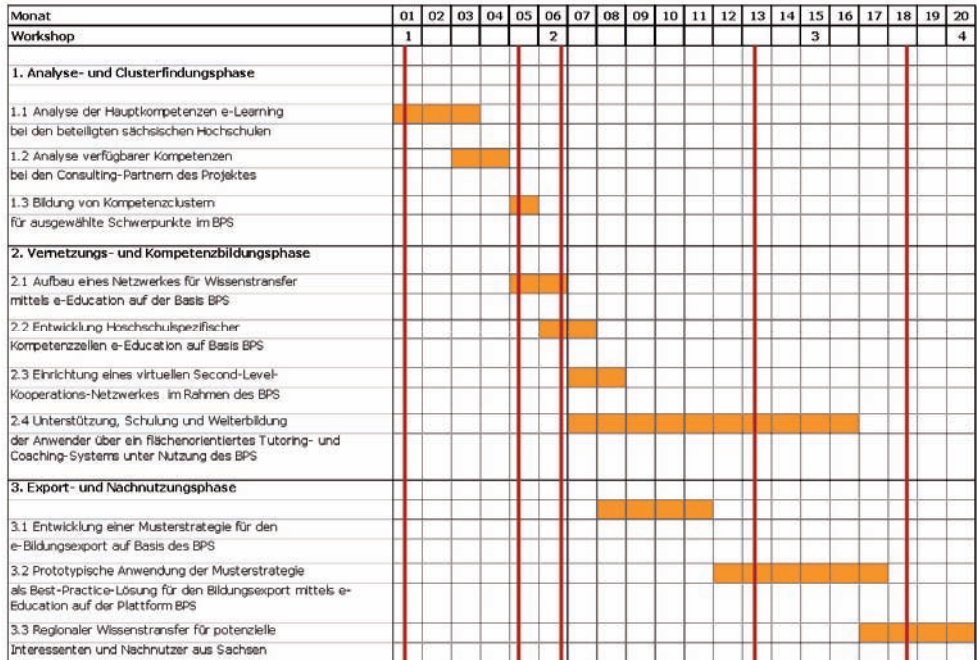 Monat 01 02 03 04 05 06 07 08 09 10 11 12 13 14 15 16 17 18 19 20
Workshop 1 2 3 4
1. Analyse- und Clusterfindungsphase
1.1 Analyse der Hauptkompetenzen e-Learning
bei den beteiligten sächsischen Hochschulen
1.2 Analyse verfügbarer Kompetenzen
bei den Consulting-Partnern des Projektes
1.3 Bildung von Kompetenzclustern
für ausgewählte Schwerpunkte im BPS
2. Vernetzungs- und Kompetenzbildungsphase
2.1 Aufbau eines Netzwerkes für Wissenstransfer
mittels e-Education auf der Basis BPS
2.2 Entwicklung Hoschschulspezifischer
Kompetenzzellen e-Education auf Basis BPS
2.3 Einrichtung eines virtuellen Second-Level-
Kooperations-Netzwerkes im Rahmen des BPS
2.4 Unterstützung, Schulung und Weiterbildung
der Anwender über ein flächenorientiertes Tutoring- und
Coaching-Systems unter Nutzung des BPS
3. Export- und Nachnutzungsphase
3.1 Entwicklung einer Musterstrategie für den
e-Bildungsexport auf Basis des BPS
3.2 Prototypische Anwendung der Musterstrategie
als Best-Practice-Lösung für den Bildungsexport mittels e-
Education auf der Plattform BPS
3.3 Regionaler Wissenstransfer für potenzielle
Interessenten und Nachnutzer aus Sachsen